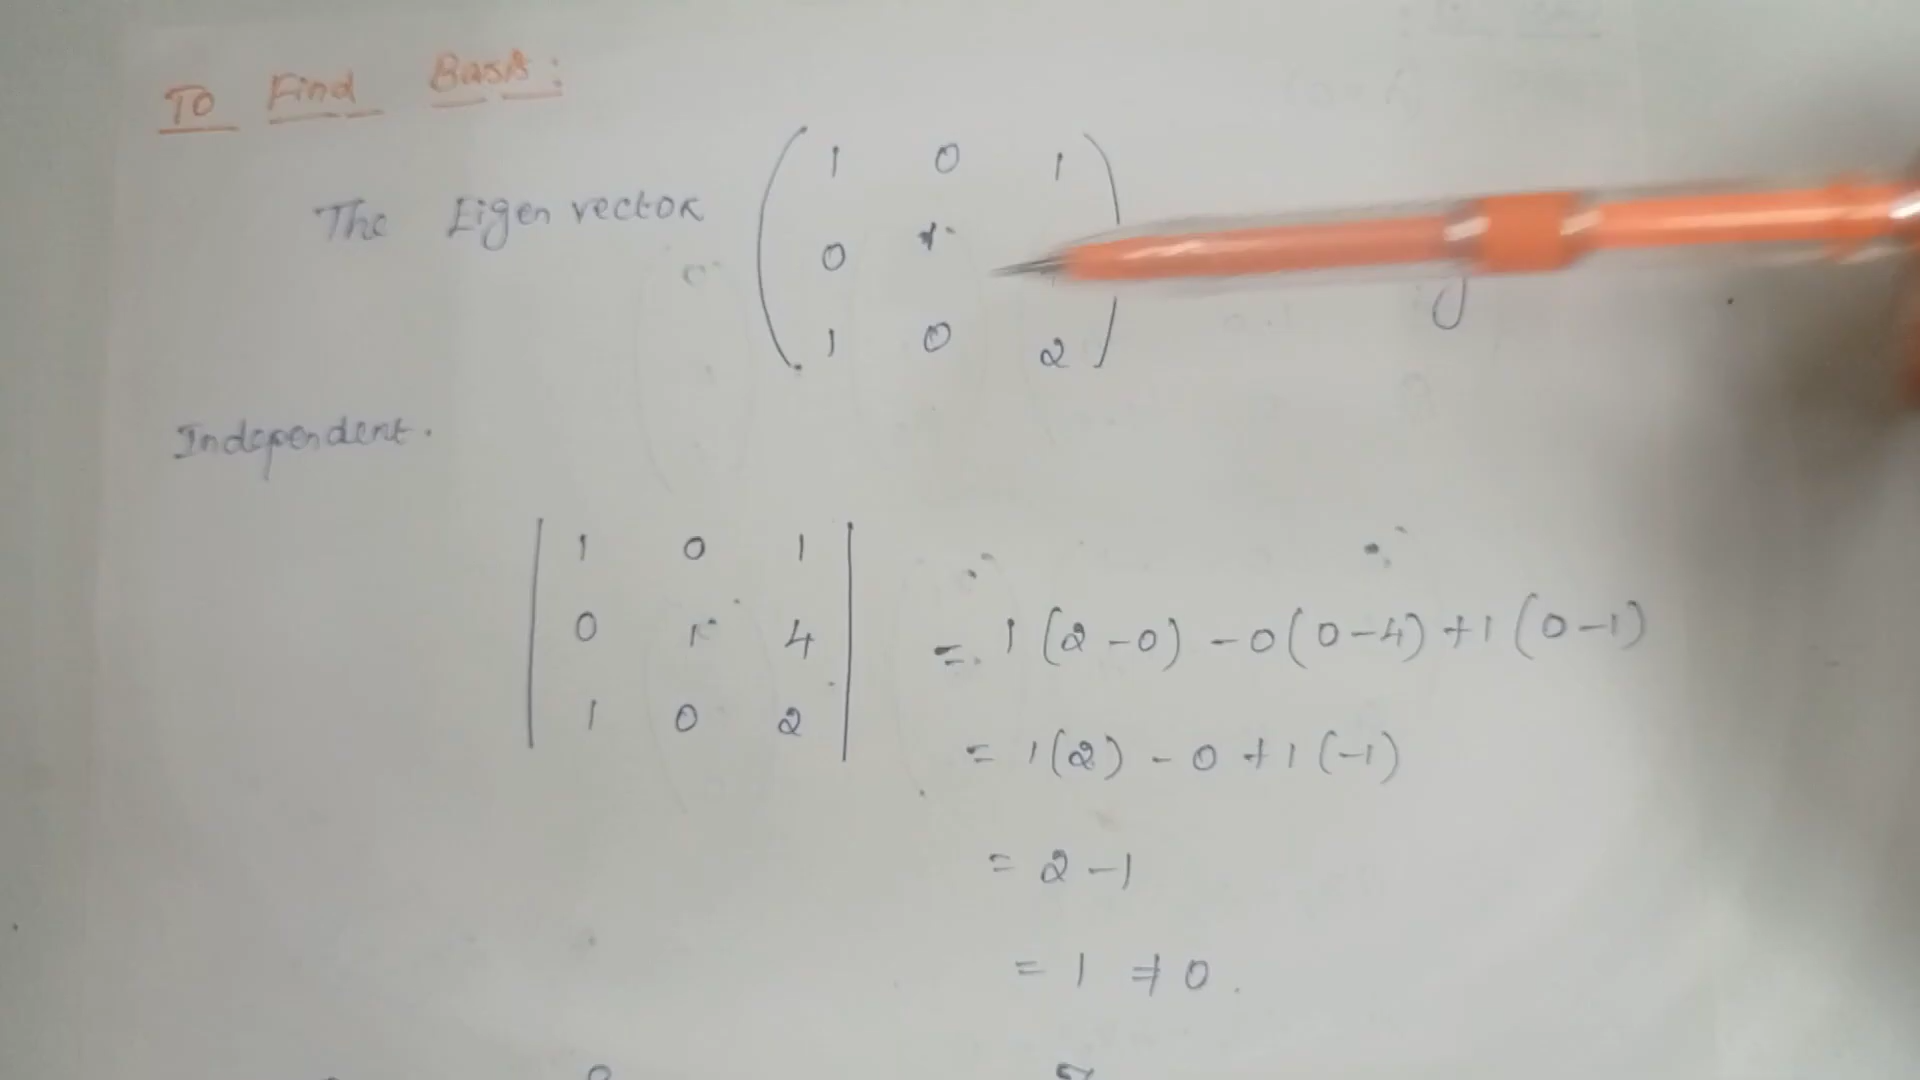 To Find Basis:
The Eigen vector
1 0 1
0 1
1 0 2
Independent.
1 0 1
0 1 4
1 0 2
= 1 (2 - 0) - 0 (0 - 4) + 1 (0 - 1)
= 1(2) - 0 + 1 (-1)
= 2 - 1
= 1 ≠ 0.